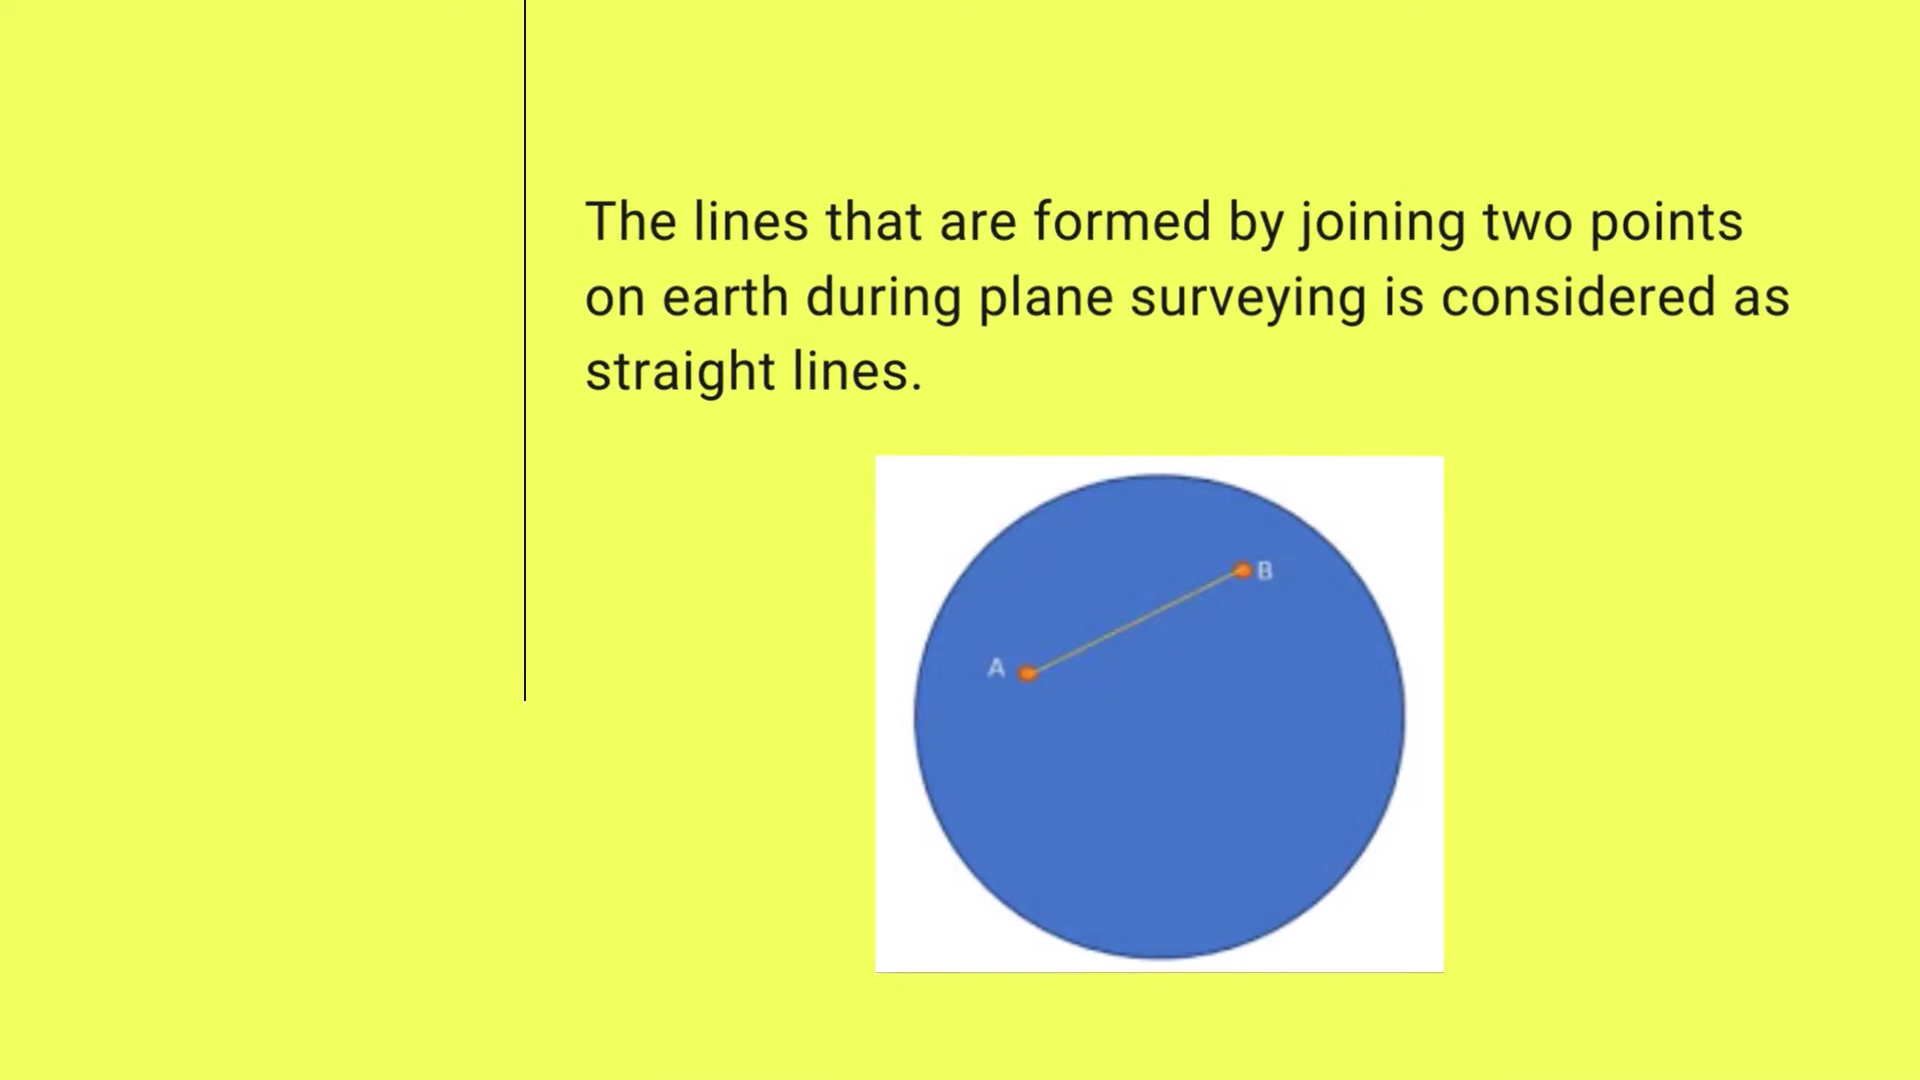 The lines that are formed by joining two points
on earth during plane surveying is considered as
straight lines.
B
A